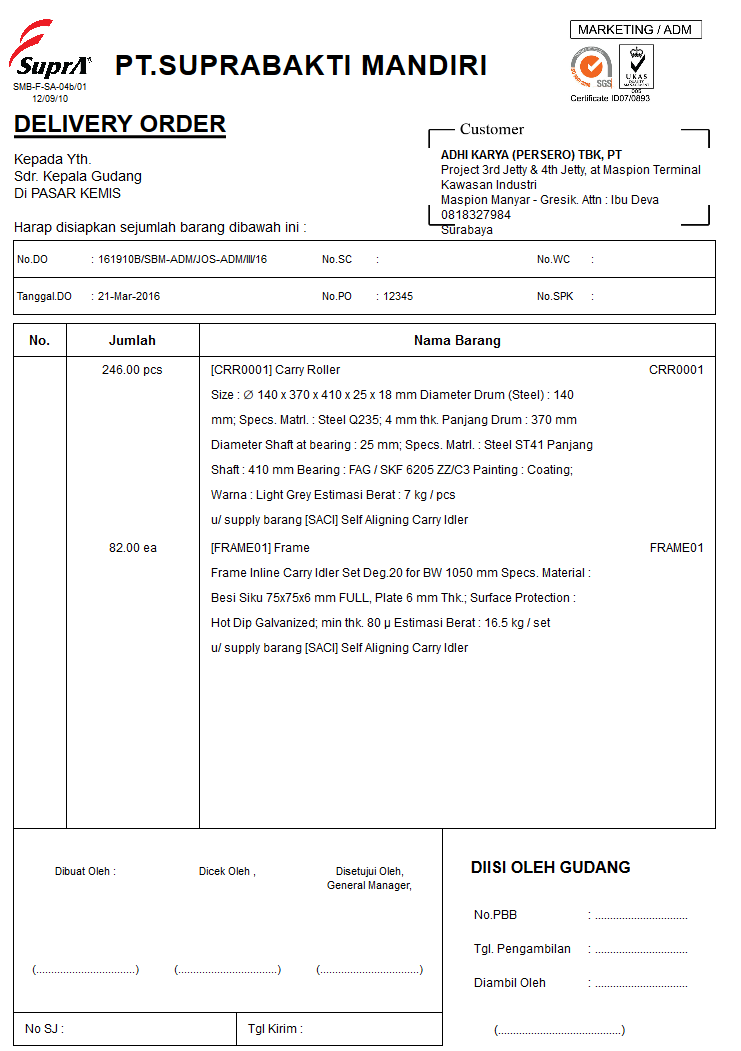 MARKETING / ADM
SuprA
PT.SUPRABAKTI MANDIRI
SGS
UKAS
QUALITY
MANAGEMENT
005
SMB-F-SA-04b/01
12/09/10
Certificate ID07/0893
DELIVERY ORDER
Customer
Kepada Yth.
Sdr. Kepala Gudang
Di PASAR KEMIS
ADHI KARYA (PERSERO) TBK, PT
Project 3rd Jetty & 4th Jetty, at Maspion Terminal
Kawasan Industri
Maspion Manyar - Gresik. Attn : Ibu Deva
0818327984
Surabaya
Harap disiapkan sejumlah barang dibawah ini :
No.DO : 161910B/SBM-ADM/JOS-ADM/III/16 No.SC : No.WC :
Tanggal.DO : 21-Mar-2016 No.PO : 12345 No.SPK :
No. Jumlah Nama Barang
246.00 pcs [CRR0001] Carry Roller CRR0001
Size : ∅ 140 x 370 x 410 x 25 x 18 mm Diameter Drum (Steel) : 140
mm; Specs. Matrl. : Steel Q235; 4 mm thk. Panjang Drum : 370 mm
Diameter Shaft at bearing : 25 mm; Specs. Matrl. : Steel ST41 Panjang
Shaft : 410 mm Bearing : FAG / SKF 6205 ZZ/C3 Painting : Coating;
Warna : Light Grey Estimasi Berat : 7 kg / pcs
u/ supply barang [SACI] Self Aligning Carry Idler
82.00 ea [FRAME01] Frame FRAME01
Frame Inline Carry Idler Set Deg.20 for BW 1050 mm Specs. Material :
Besi Siku 75x75x6 mm FULL, Plate 6 mm Thk.; Surface Protection :
Hot Dip Galvanized; min thk. 80 µ Estimasi Berat : 16.5 kg / set
u/ supply barang [SACI] Self Aligning Carry Idler
Dibuat Oleh : Dicek Oleh , Disetujui Oleh,
General Manager,
(.................................) (.................................) (.................................)
No SJ : Tgl Kirim :
DIISI OLEH GUDANG
No.PBB : ...............................
Tgl. Pengambilan : ...............................
Diambil Oleh : ...............................
(.........................................)